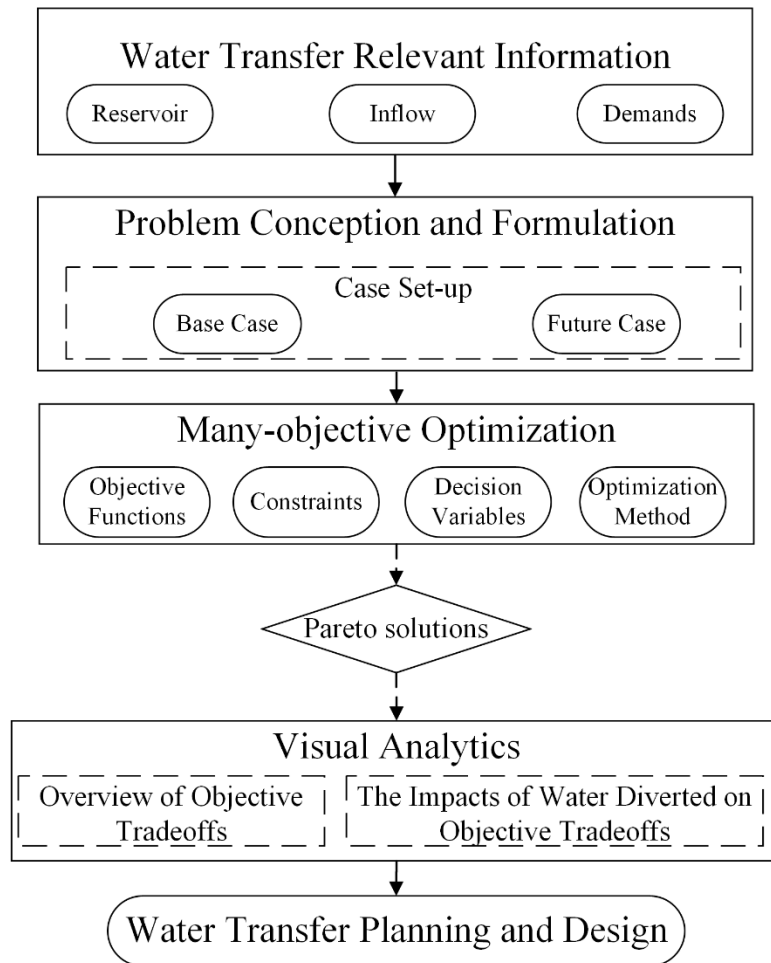 Water Transfer Relevant Information
Reservoir
Inflow
Demands
Problem Conception and Formulation
Case Set-up
Base Case
Future Case
Many-objective Optimization
Objective
Functions
Constraints
Decision
Variables
Optimization
Method
Pareto solutions
Visual Analytics
Overview of Objective
Tradeoffs
The Impacts of Water Diverted on
Objective Tradeoffs
Water Transfer Planning and Design